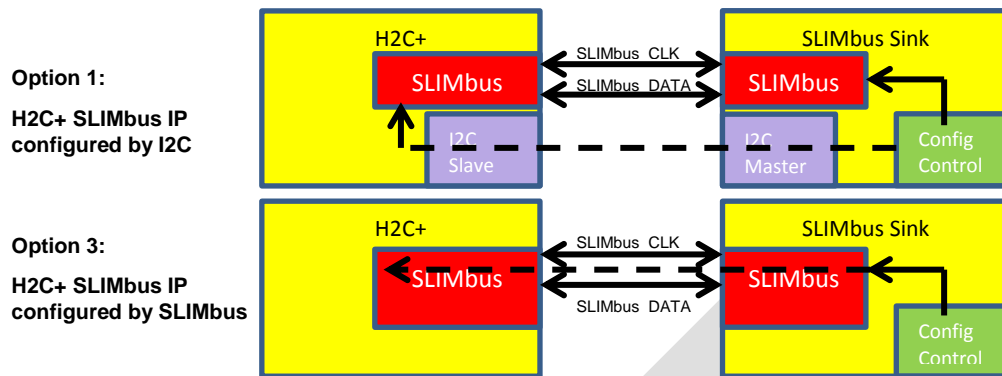 Option 1:
H2C+ SLIMbus IP
configured by I2C
H2C+
SLIMbus
I2C
Slave
SLIMbus CLK
SLIMbus DATA
SLIMbus Sink
SLIMbus
I2C
Master
Config
Control
Option 3:
H2C+ SLIMbus IP
configured by SLIMbus
H2C+
SLIMbus
SLIMbus CLK
SLIMbus DATA
SLIMbus Sink
SLIMbus
Config
Control